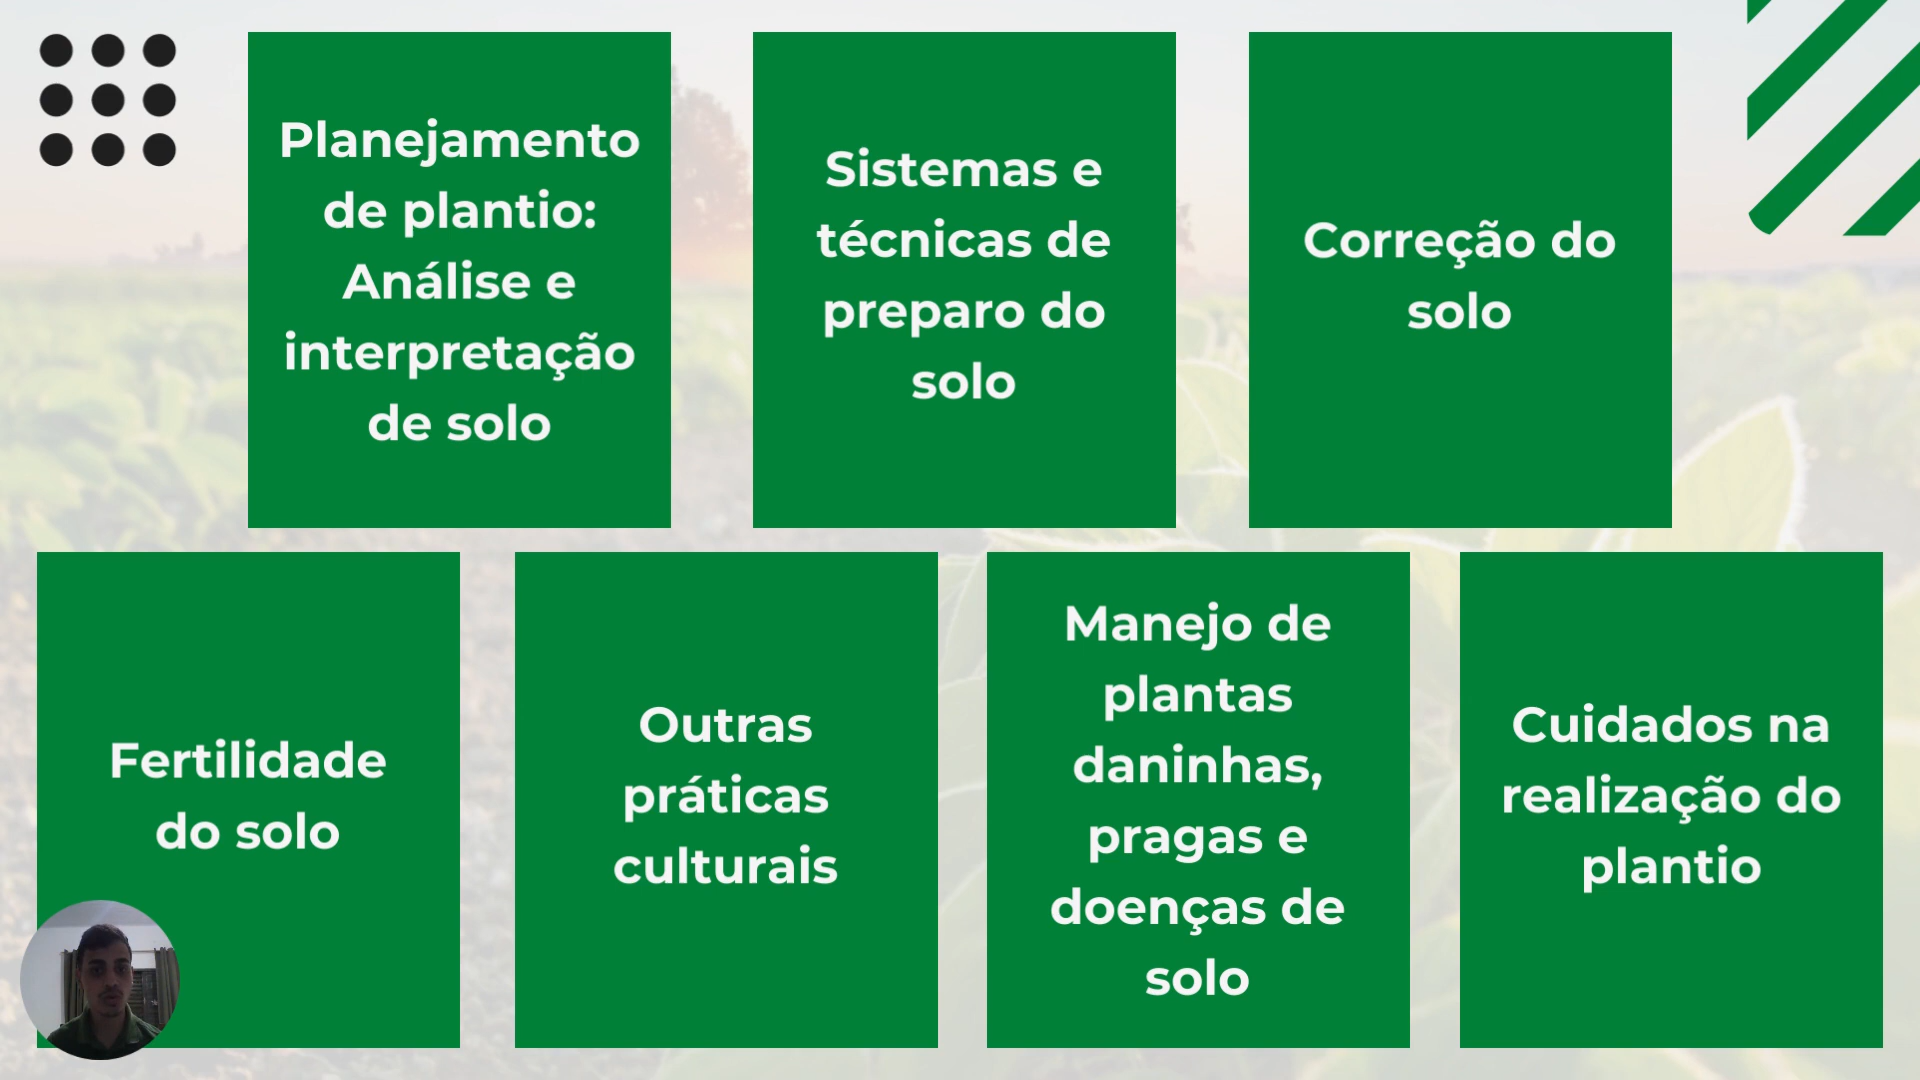 Planejamento
de plantio:
Análise e
interpretação
de solo
Sistemas e
técnicas de
preparo do
solo
Correção do
solo
Fertilidade
do solo
Outras
práticas
culturais
Manejo de
plantas
daninhas,
pragas e
doenças de
solo
Cuidados na
realização do
plantio